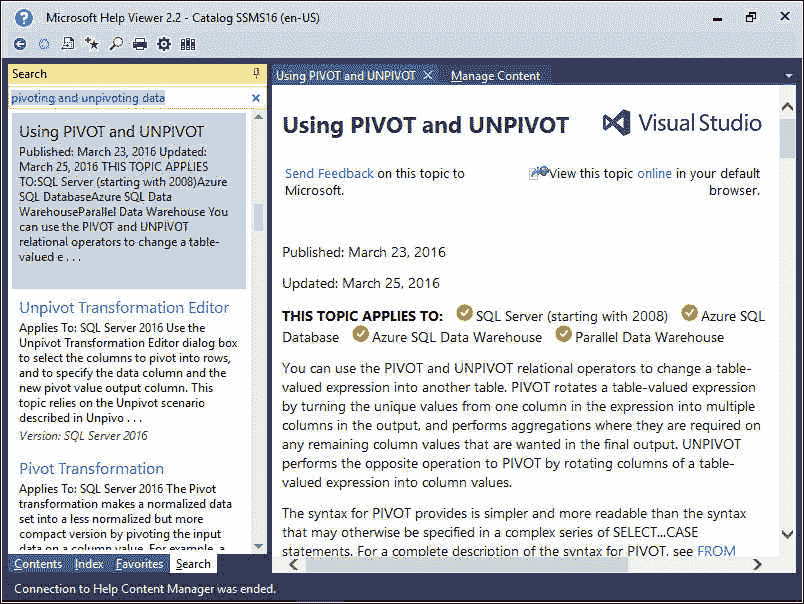 Microsoft Help Viewer 2.2 - Catalog SSMS16 (en-US)
Search
pivoting and unpivoting data
Using PIVOT and UNPIVOT
Published: March 23, 2016 Updated:
March 25, 2016 THIS TOPIC APPLIES
TO:SQL Server (starting with 2008)Azure
SQL DatabaseAzure SQL Data
WarehouseParallel Data Warehouse You
can use the PIVOT and UNPIVOT
relational operators to change a table-
valued e . . .
Unpivot Transformation Editor
Applies To: SQL Server 2016 Use the
Unpivot Transformation Editor dialog box
to select the columns to pivot into rows,
and to specify the data column and the
new pivot value output column. This
topic relies on the Unpivot scenario
described in Unpivo . . .
Version: SQL Server 2016
Pivot Transformation
Applies To: SQL Server 2016 The Pivot
transformation makes a normalized data
set into a less normalized but more
compact version by pivoting the input
data on a column value. For example, a
Contents Index Favorites Search
Using PIVOT and UNPIVOT Manage Content
Using PIVOT and UNPIVOT
Visual Studio
Send Feedback on this topic to
Microsoft.
View this topic online in your default
browser.
Published: March 23, 2016
Updated: March 25, 2016
THIS TOPIC APPLIES TO: SQL Server (starting with 2008) Azure SQL
Database Azure SQL Data Warehouse Parallel Data Warehouse
You can use the PIVOT and UNPIVOT relational operators to change a table-
valued expression into another table. PIVOT rotates a table-valued expression
by turning the unique values from one column in the expression into multiple
columns in the output, and performs aggregations where they are required on
any remaining column values that are wanted in the final output. UNPIVOT
performs the opposite operation to PIVOT by rotating columns of a table-
valued expression into column values.
The syntax for PIVOT provides is simpler and more readable than the syntax
that may otherwise be specified in a complex series of SELECT...CASE
statements. For a complete description of the syntax for PIVOT, see FROM
Connection to Help Content Manager was ended.